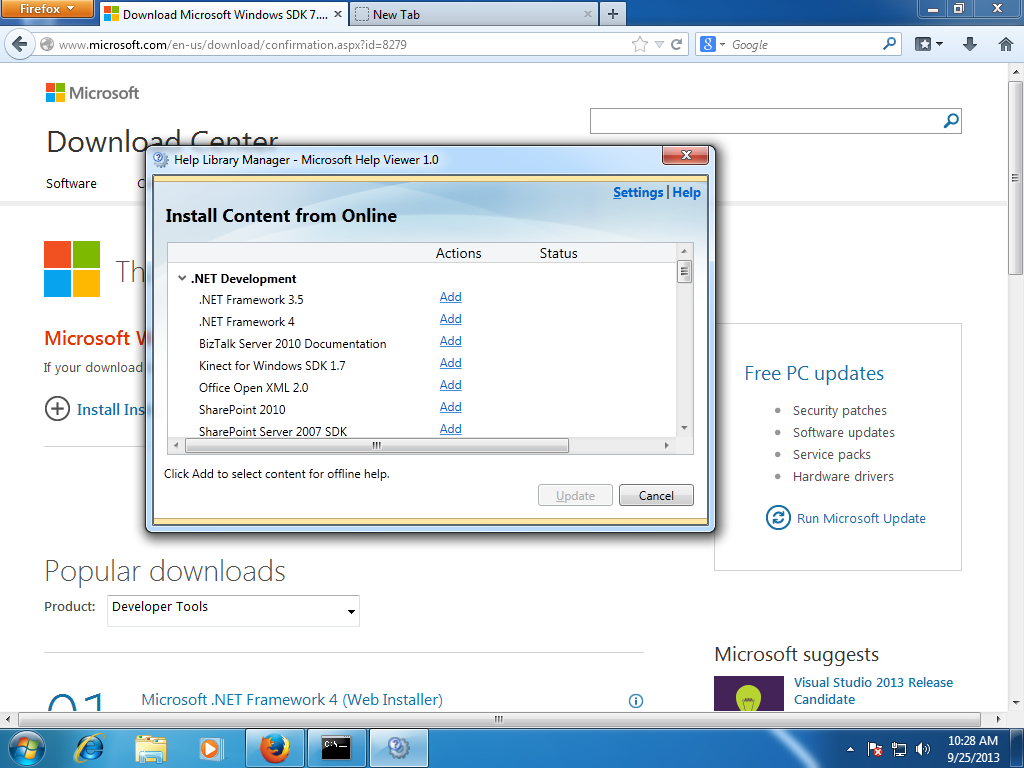 Firefox
Download Microsoft Windows SDK 7....
New Tab
www.microsoft.com/en-us/download/confirmation.aspx?id=8279
Google
Microsoft
Download Center
Software
Help Library Manager - Microsoft Help Viewer 1.0
Settings | Help
Install Content from Online
Actions Status
.NET Development
.NET Framework 3.5 Add
.NET Framework 4 Add
BizTalk Server 2010 Documentation Add
Kinect for Windows SDK 1.7 Add
Office Open XML 2.0 Add
SharePoint 2010 Add
SharePoint Server 2007 SDK Add
Click Add to select content for offline help.
Update Cancel
Th
Microsoft W
If your download
Install Ins
Free PC updates
Security patches
Software updates
Service packs
Hardware drivers
Run Microsoft Update
Popular downloads
Product: Developer Tools
01
Microsoft .NET Framework 4 (Web Installer)
Microsoft suggests
Visual Studio 2013 Release
Candidate
C:\_
10:28 AM
9/25/2013